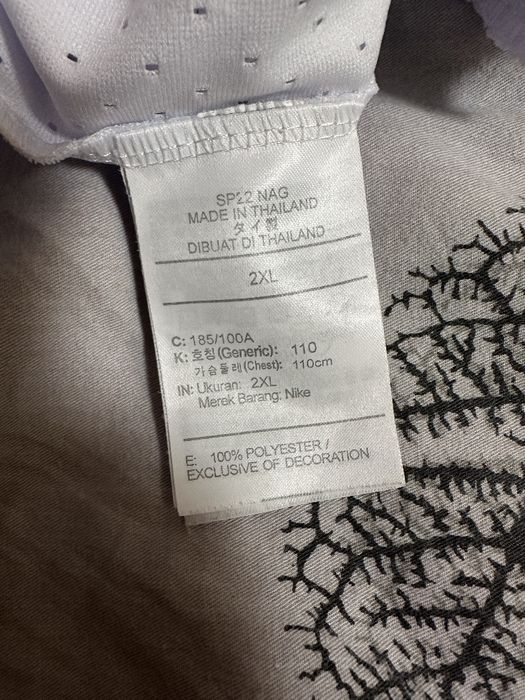 SP22 NAG
MADE IN THAILAND
タイ製
DIBUAT DI THAILAND
2XL
C: 185/100A
K: 호칭(Generic): 110
가슴둘레(Chest): 110cm
IN: Ukuran: 2XL
Merek Barang: Nike
E: 100% POLYESTER /
EXCLUSIVE OF DECORATION